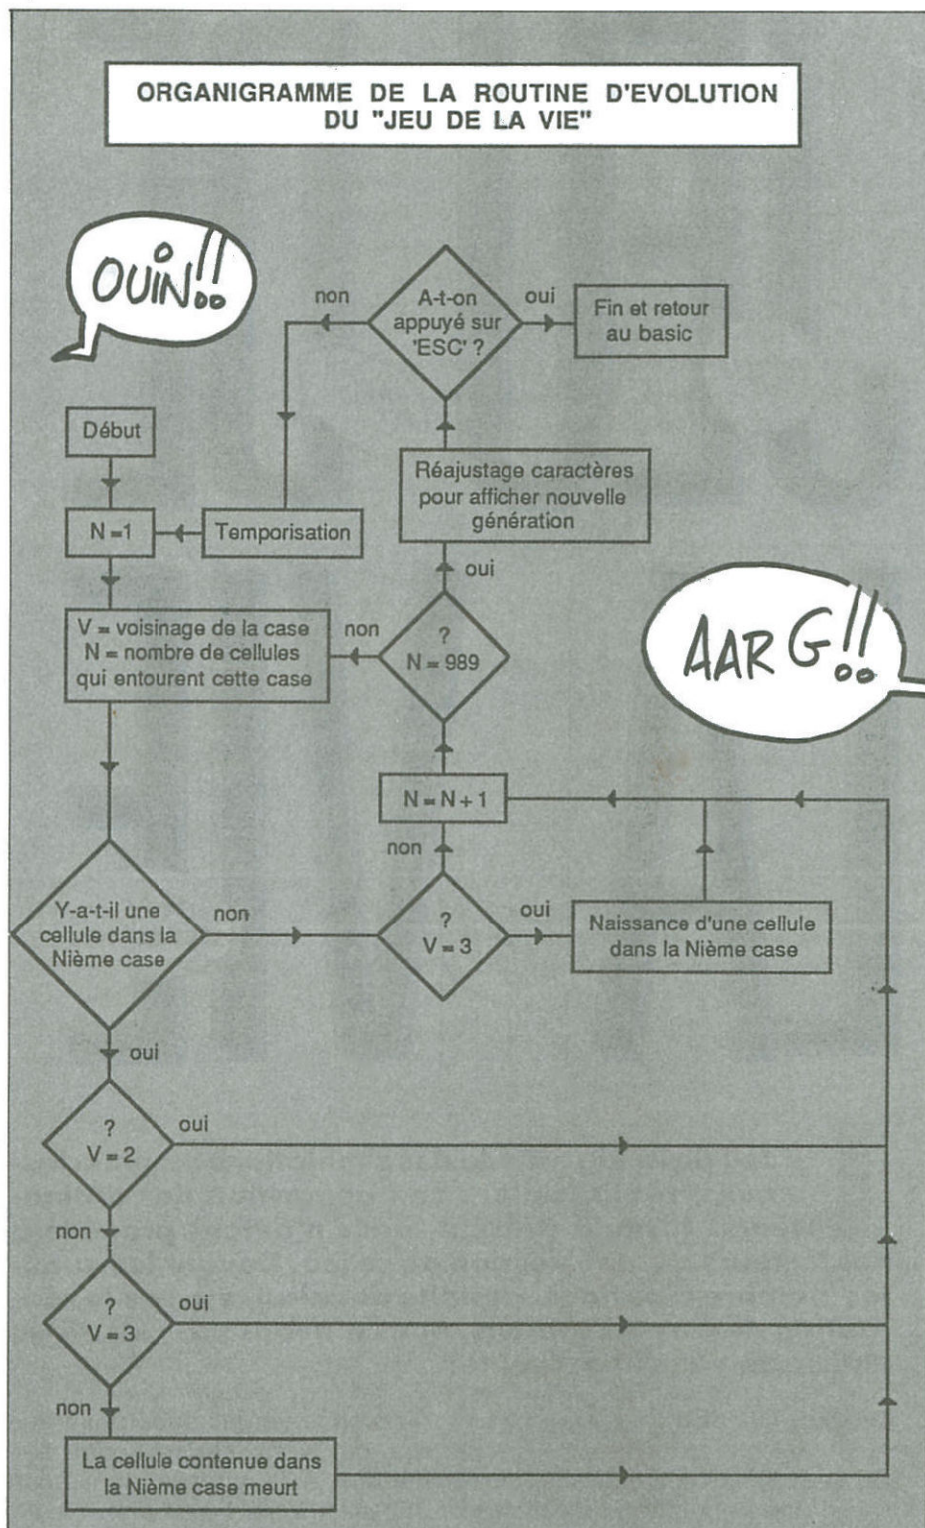 ORGANIGRAMME DE LA ROUTINE D'EVOLUTION
DU "JEU DE LA VIE"
OUIN!!
non
A-t-on
appuyé sur
'ESC' ?
oui
Fin et retour
au basic
Début
Réajustage caractères
pour afficher nouvelle
génération
N = 1
Temporisation
oui
V = voisinage de la case
N = nombre de cellules
qui entourent cette case
non
?
N = 989
AARG!!
N = N + 1
non
Y-a-t-il une
cellule dans la
Nième case
non
?
V = 3
oui
Naissance d'une cellule
dans la Nième case
oui
?
V = 2
oui
non
?
V = 3
oui
non
La cellule contenue dans
la Nième case meurt